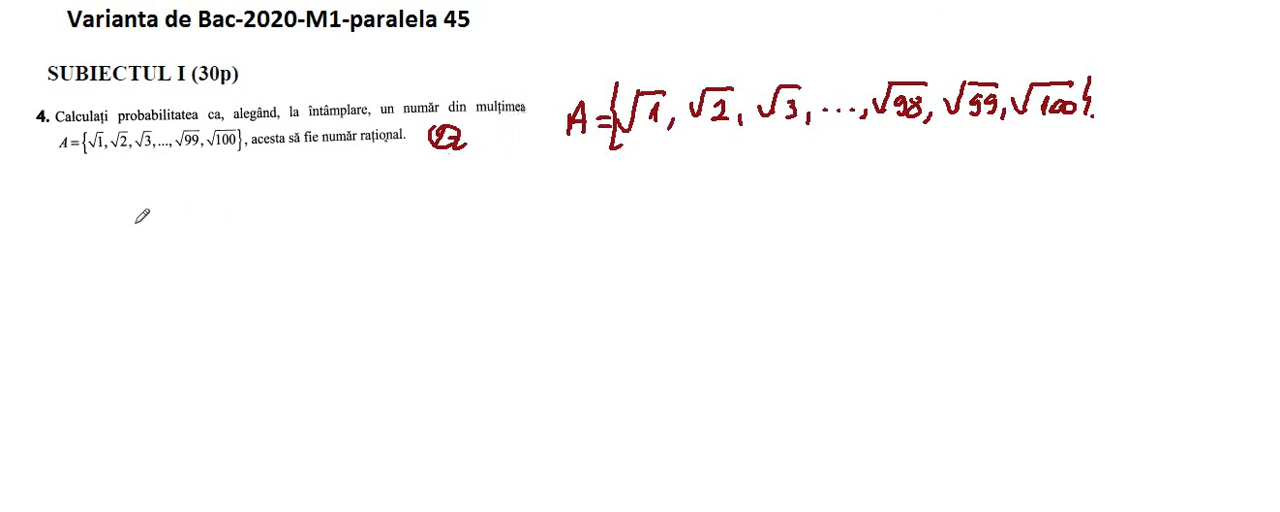 Varianta de Bac-2020-M1-paralela 45
SUBIECTUL I (30p)
4. Calculați probabilitatea ca, alegând, la întâmplare, un număr din mulțimea
A={√1, √2, √3, ..., √99, √100}, acesta să fie număr rațional.
A={√1, √2, √3, ..., √98, √99, √100}.